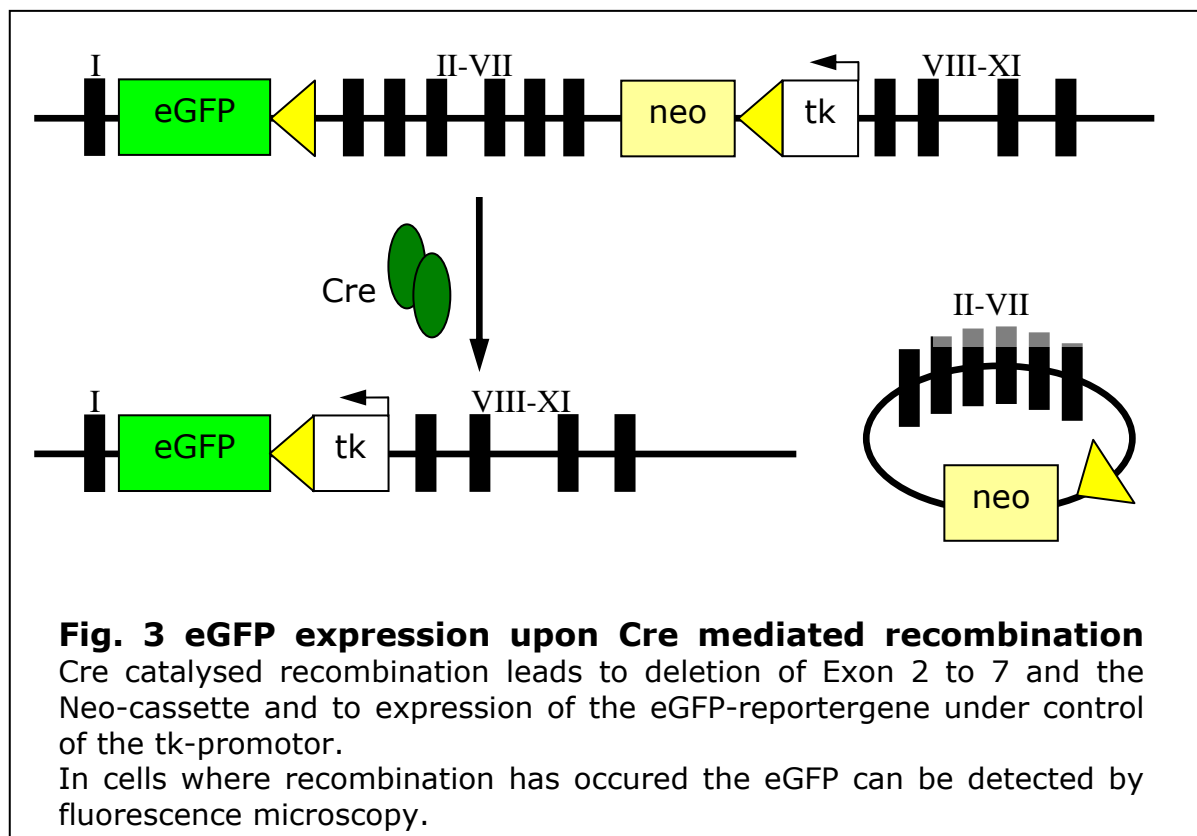 I II-VII VIII-XI
eGFP neo tk
Cre
II-VII
I VIII-XI
eGFP tk
neo
Fig. 3 eGFP expression upon Cre mediated recombination
Cre catalysed recombination leads to deletion of Exon 2 to 7 and the
Neo-cassette and to expression of the eGFP-reportergene under control
of the tk-promotor.
In cells where recombination has occured the eGFP can be detected by
fluorescence microscopy.